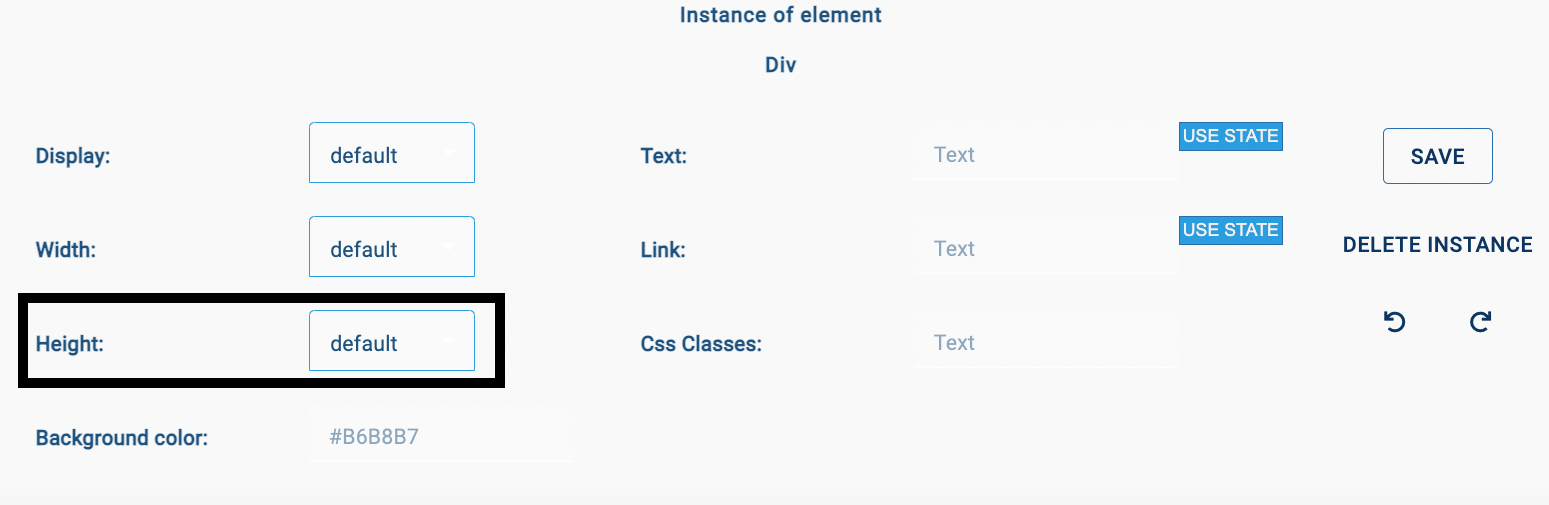 Instance of element
Div
Display: default Text: Text USE STATE SAVE
Width: default Link: Text USE STATE DELETE INSTANCE
Height: default Css Classes: Text
Background color: #B6B8B7